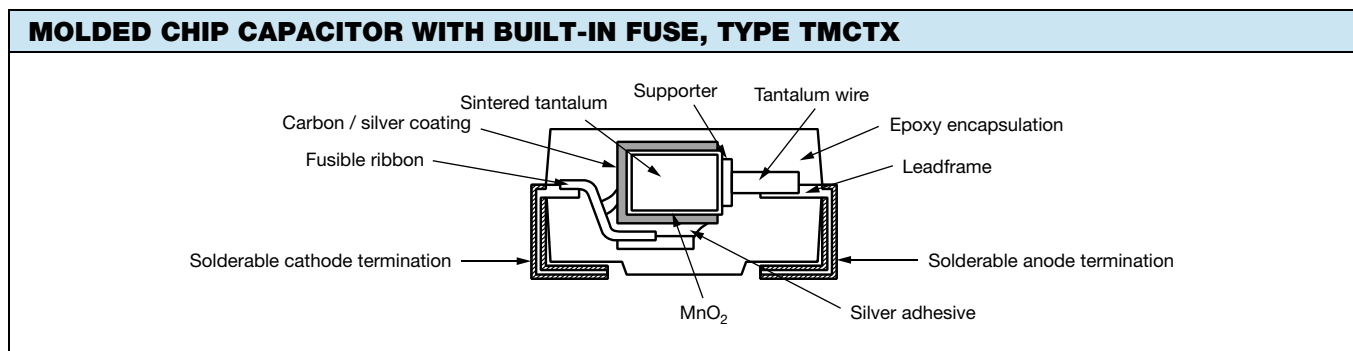 MOLDED CHIP CAPACITOR WITH BUILT-IN FUSE, TYPE TMCTX
Supporter
Sintered tantalum
Tantalum wire
Carbon / silver coating
Epoxy encapsulation
Fusible ribbon
Leadframe
Solderable cathode termination
Solderable anode termination
MnO₂
Silver adhesive